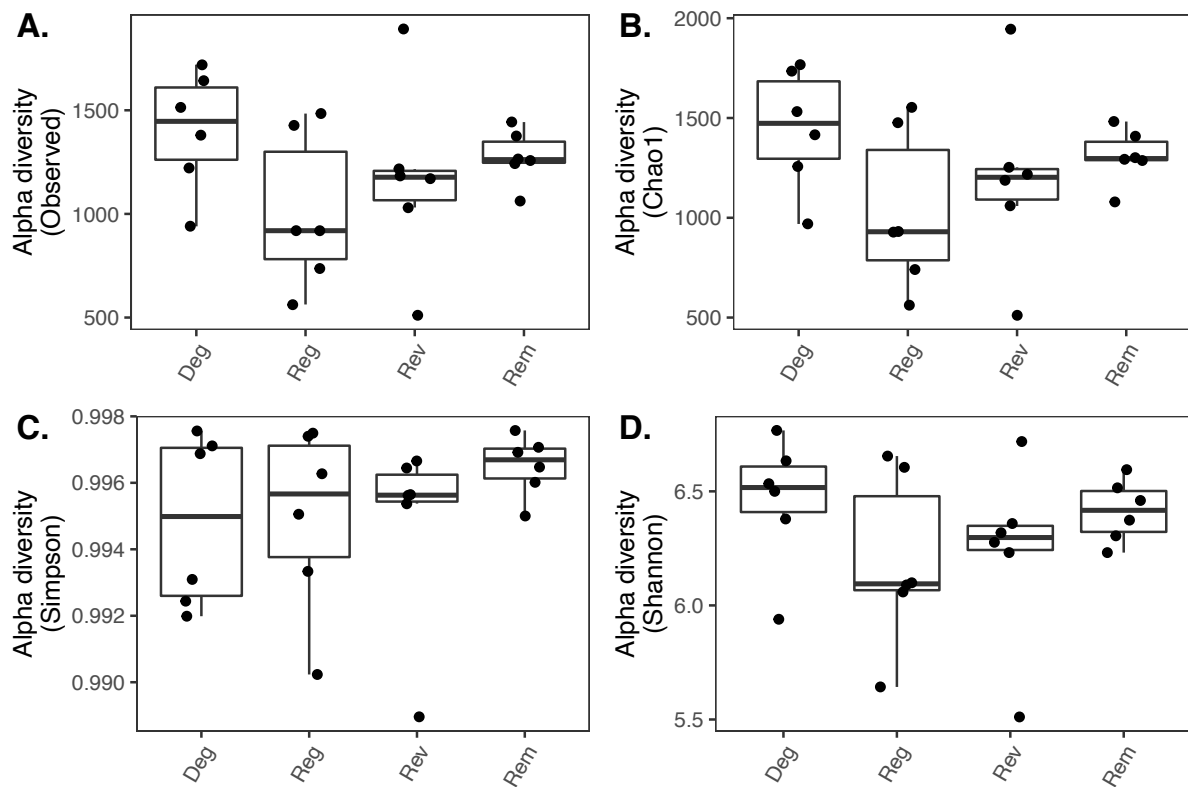 A.
Alpha diversity
(Observed)
1500
1000
500
Deg
Reg
Rev
Rem
B.
Alpha diversity
(Chao1)
2000
1500
1000
500
Deg
Reg
Rev
Rem
C.
Alpha diversity
(Simpson)
0.998
0.996
0.994
0.992
0.990
Deg
Reg
Rev
Rem
D.
Alpha diversity
(Shannon)
6.5
6.0
5.5
Deg
Reg
Rev
Rem